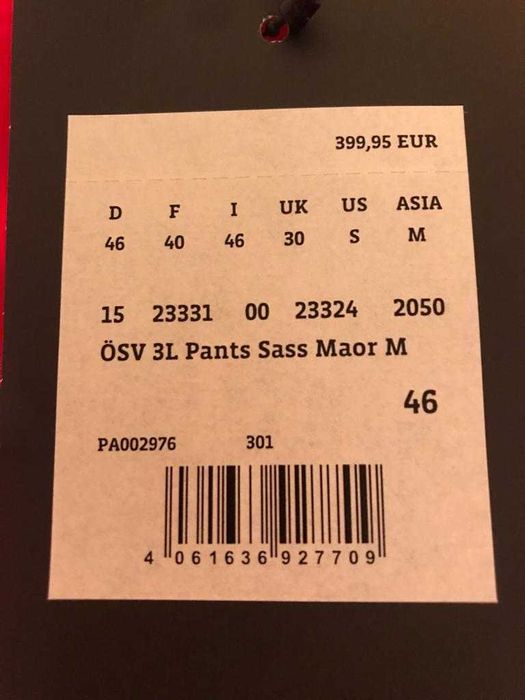 399,95 EUR
D F I UK US ASIA
46 40 46 30 S M
15 23331 00 23324 2050
ÖSV 3L Pants Sass Maor M
46
PA002976 301
4 061636 927709